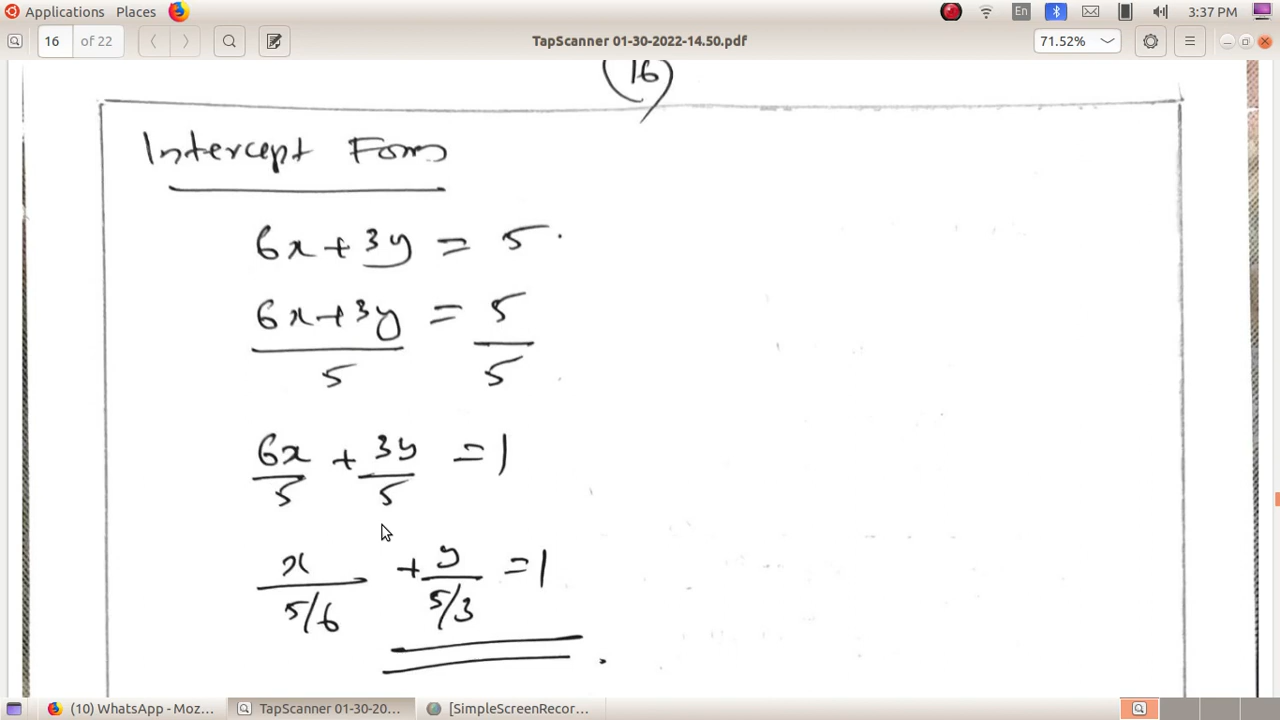 Applications Places En 3:37 PM
16 of 22 TapScanner 01-30-2022-14.50.pdf 71.52%
(16)
Intercept Form
6x + 3y = 5.
6x+3y / 5 = 5 / 5
6x/5 + 3y/5 = 1
x / 5/6 + y / 5/3 = 1
(10) WhatsApp - Moz... TapScanner 01-30-20... [SimpleScreenRecor...